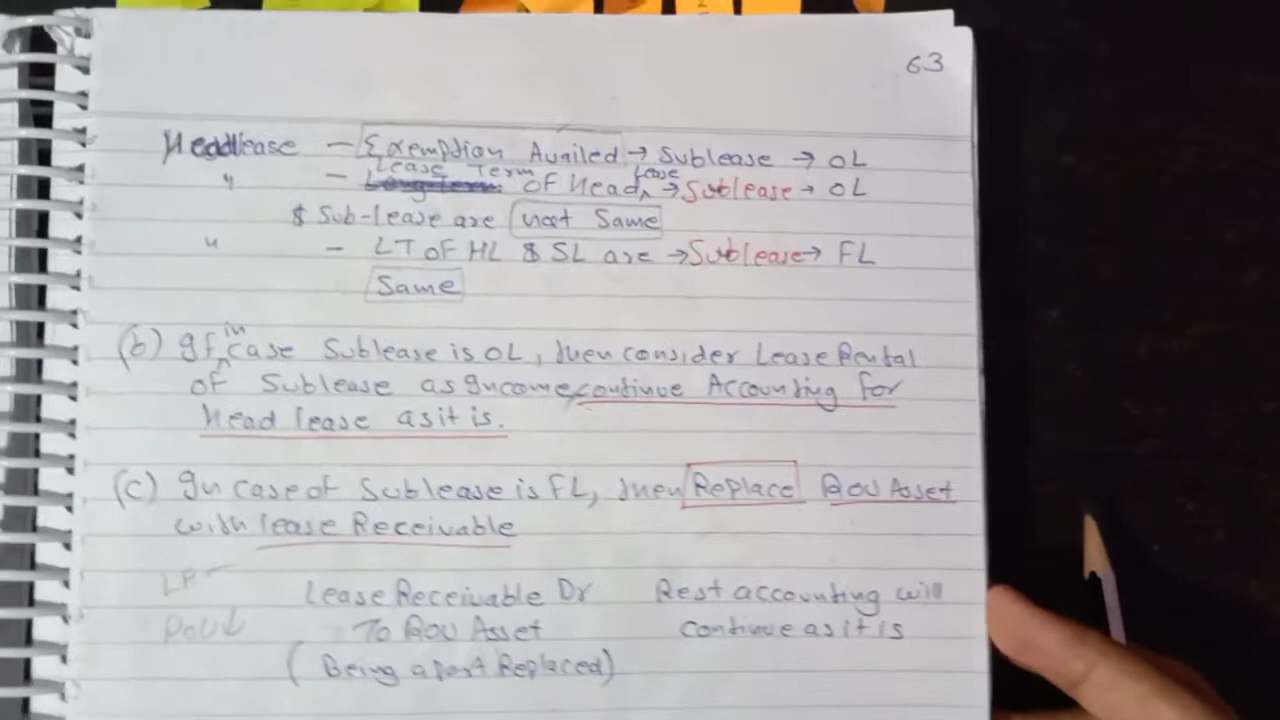 63
Headlease - Exemption Availed → Sublease → OL
" - Lease Term of Head lease → Sublease → OL
& Sub-lease are not Same
" - LT OF HL & SL are → Sublease → FL
Same
(b) If in case Sublease is OL, then consider Lease Rental
of Sublease as Income, continue Accounting for
Head lease as it is.
(c) In case of Sublease is FL, then Replace ROU Asset
with lease Receivable
LR
ROU ↓
Lease Receivable Dr
To ROU Asset
(Being apart Replaced)
Rest accounting will
continue as it is